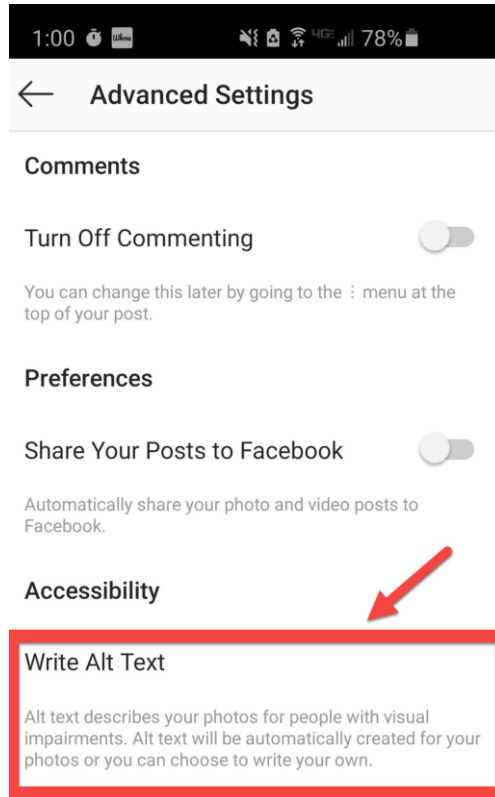 1:00 78%
Advanced Settings
Comments
Turn Off Commenting
You can change this later by going to the ⋮ menu at the
top of your post.
Preferences
Share Your Posts to Facebook
Automatically share your photo and video posts to
Facebook.
Accessibility
Write Alt Text
Alt text describes your photos for people with visual
impairments. Alt text will be automatically created for your
photos or you can choose to write your own.